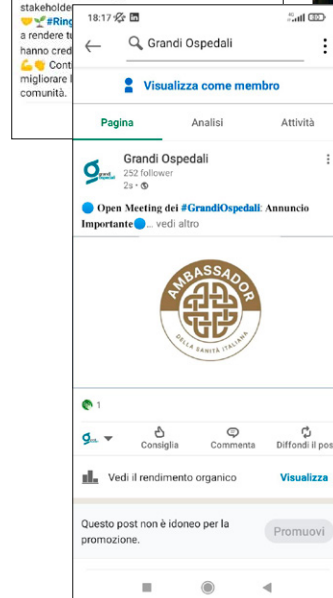 stakeholde
#Ring
a rendere tu
hanno cred
Cont
migliorare l
comunità.
18:17
Grandi Ospedali
Visualizza come membro
Pagina Analisi Attività
Grandi Ospedali
252 follower
2s •
Open Meeting dei #GrandiOspedali: Annuncio
Importante... vedi altro
AMBASSADOR
DELLA SANITÀ ITALIANA
1
Consiglia Commenta Diffondi il pos
Vedi il rendimento organico Visualizza
Questo post non è idoneo per la
promozione.
Promuovi